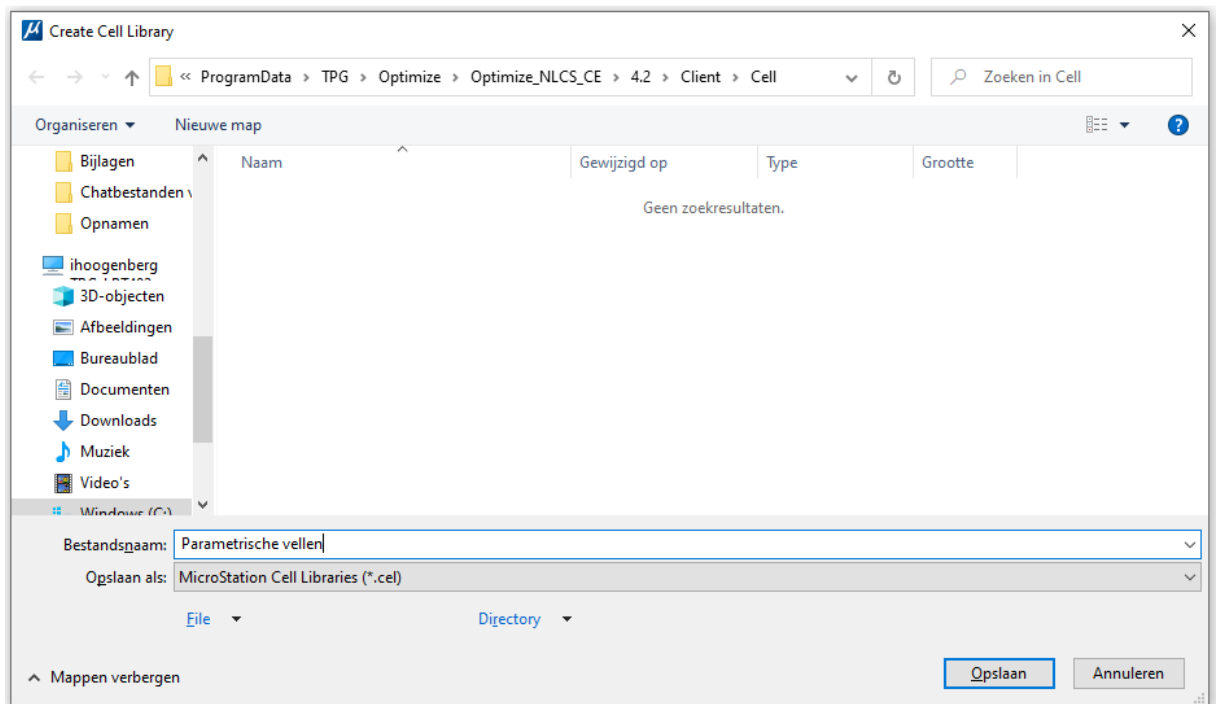 Create Cell Library
« ProgramData › TPG › Optimize › Optimize_NLCS_CE › 4.2 › Client › Cell
Zoeken in Cell
Organiseren Nieuwe map
Naam Gewijzigd op Type Grootte
Geen zoekresultaten.
Bijlagen
Chatbestanden
Opnamen
ihoogenberg
3D-objecten
Afbeeldingen
Bureaublad
Documenten
Downloads
Muziek
Video's
Windows (C:)
Bestandsnaam: Parametrische vellen
Opslaan als: MicroStation Cell Libraries (*.cel)
File Directory
Mappen verbergen
Opslaan Annuleren